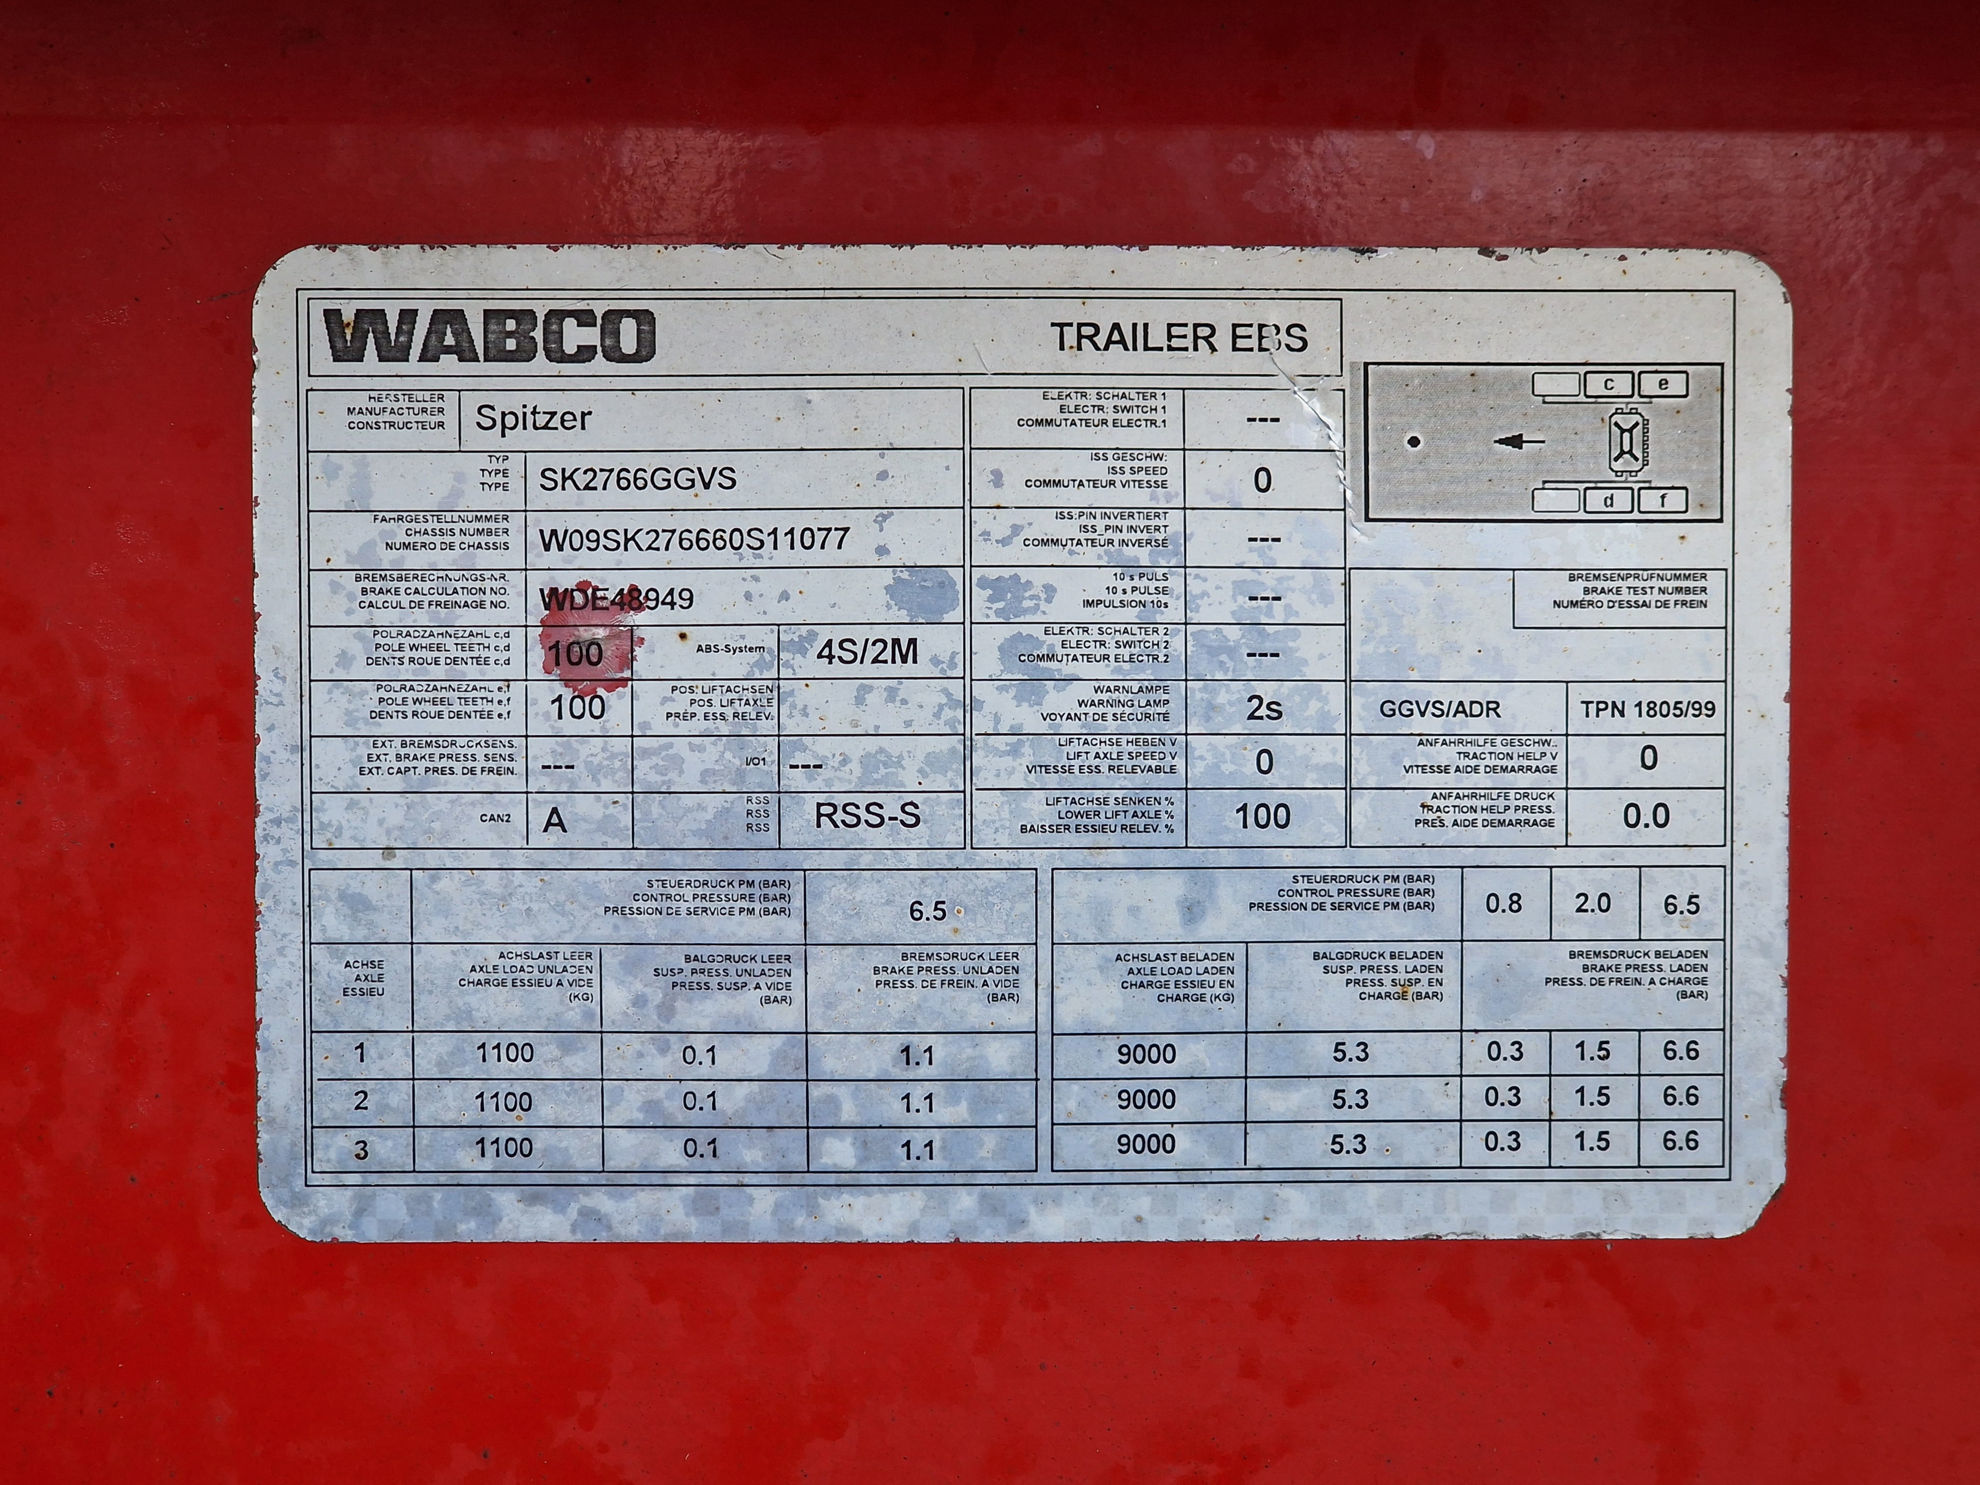 WABCO TRAILER EBS
HERSTELLER
MANUFACTURER
CONSTRUCTEUR
Spitzer
TYP
TYPE
TYPE
SK2766GGVS
FAHRGESTELLNUMMER
CHASSIS NUMBER
NUMERO DE CHASSIS
W09SK276660S11077
BREMSBERECHNUNGS-NR.
BRAKE CALCULATION NO.
CALCUL DE FREINAGE NO.
WDE48949
POLRADZAHNEZAHL c,d
POLE WHEEL TEETH c,d
DENTS ROUE DENTÉE c,d
100
ABS-System
4S/2M
POLRADZAHNEZAHL e,f
POLE WHEEL TEETH e,f
DENTS ROUE DENTÉE e,f
100
POS. LIFTACHSEN
POS. LIFTAXLE
PRÉP. ESS. RELEV.
EXT. BREMSDRUCKSENS.
EXT. BRAKE PRESS. SENS.
EXT. CAPT. PRES. DE FREIN.
---
I/O1
---
CAN2
A
RSS
RSS
RSS
RSS-S
ELEKTR: SCHALTER 1
ELECTR: SWITCH 1
COMMUTATEUR ELECTR.1
---
ISS GESCHW:
ISS SPEED
COMMUTATEUR VITESSE
0
ISS:PIN INVERTIERT
ISS_PIN INVERT
COMMUTATEUR INVERSÉ
---
10 s PULS
10 s PULSE
IMPULSION 10s
---
ELEKTR: SCHALTER 2
ELECTR: SWITCH 2
COMMUTATEUR ELECTR.2
---
WARNLAMPE
WARNING LAMP
VOYANT DE SÉCURITÉ
2s
LIFTACHSE HEBEN V
LIFT AXLE SPEED V
VITESSE ESS. RELEVABLE
0
LIFTACHSE SENKEN %
LOWER LIFT AXLE %
BAISSER ESSIEU RELEV. %
100
c e
d f
BREMSENPRÜFNUMMER
BRAKE TEST NUMBER
NUMÉRO D'ESSAI DE FREIN
GGVS/ADR
TPN 1805/99
ANFAHRHILFE GESCHW..
TRACTION HELP V
VITESSE AIDE DEMARRAGE
0
ANFAHRHILFE DRUCK
TRACTION HELP PRESS.
PRES. AIDE DEMARRAGE
0.0
STEUERDRUCK PM (BAR)
CONTROL PRESSURE (BAR)
PRESSION DE SERVICE PM (BAR)
6.5
ACHSE
AXLE
ESSIEU
ACHSLAST LEER
AXLE LOAD UNLADEN
CHARGE ESSIEU A VIDE
(KG)
BALGDRUCK LEER
SUSP. PRESS. UNLADEN
PRESS. SUSP. A VIDE
(BAR)
BREMSDRUCK LEER
BRAKE PRESS. UNLADEN
PRESS. DE FREIN. A VIDE
(BAR)
1 1100 0.1 1.1
2 1100 0.1 1.1
3 1100 0.1 1.1
STEUERDRUCK PM (BAR)
CONTROL PRESSURE (BAR)
PRESSION DE SERVICE PM (BAR)
0.8 2.0 6.5
ACHSLAST BELADEN
AXLE LOAD LADEN
CHARGE ESSIEU EN
CHARGE (KG)
BALGDRUCK BELADEN
SUSP. PRESS. LADEN
PRESS. SUSP. EN
CHARGE (BAR)
BREMSDRUCK BELADEN
BRAKE PRESS. LADEN
PRESS. DE FREIN. A CHARGE
(BAR)
9000 5.3 0.3 1.5 6.6
9000 5.3 0.3 1.5 6.6
9000 5.3 0.3 1.5 6.6